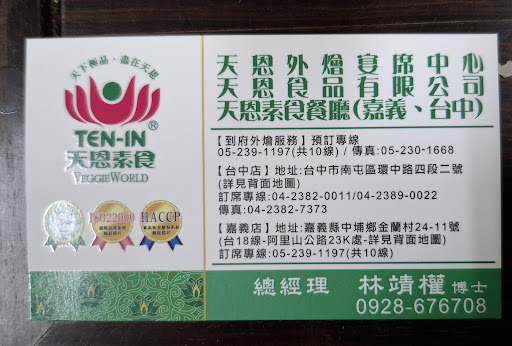 天下極品·盡在天恩
TEN-IN®
天恩素食
VEGGIEWORLD
ISO22000
HACCP
天恩外燴宴席中心
天恩食品有限公司
天恩素食餐廳(嘉義、台中)
【到府外燴服務】預訂專線
05-239-1197(共10線) / 傳真:05-230-1668
【台中店】地址:台中市南屯區環中路四段二號
(詳見背面地圖)
訂席專線:04-2382-0011/04-2389-0022
傳真:04-2382-7373
【嘉義店】地址:嘉義縣中埔鄉金蘭村24-11號
(台18線-阿里山公路23K處-詳見背面地圖)
訂席專線:05-239-1197(共10線)
總經理 林靖權 博士
0928-676708